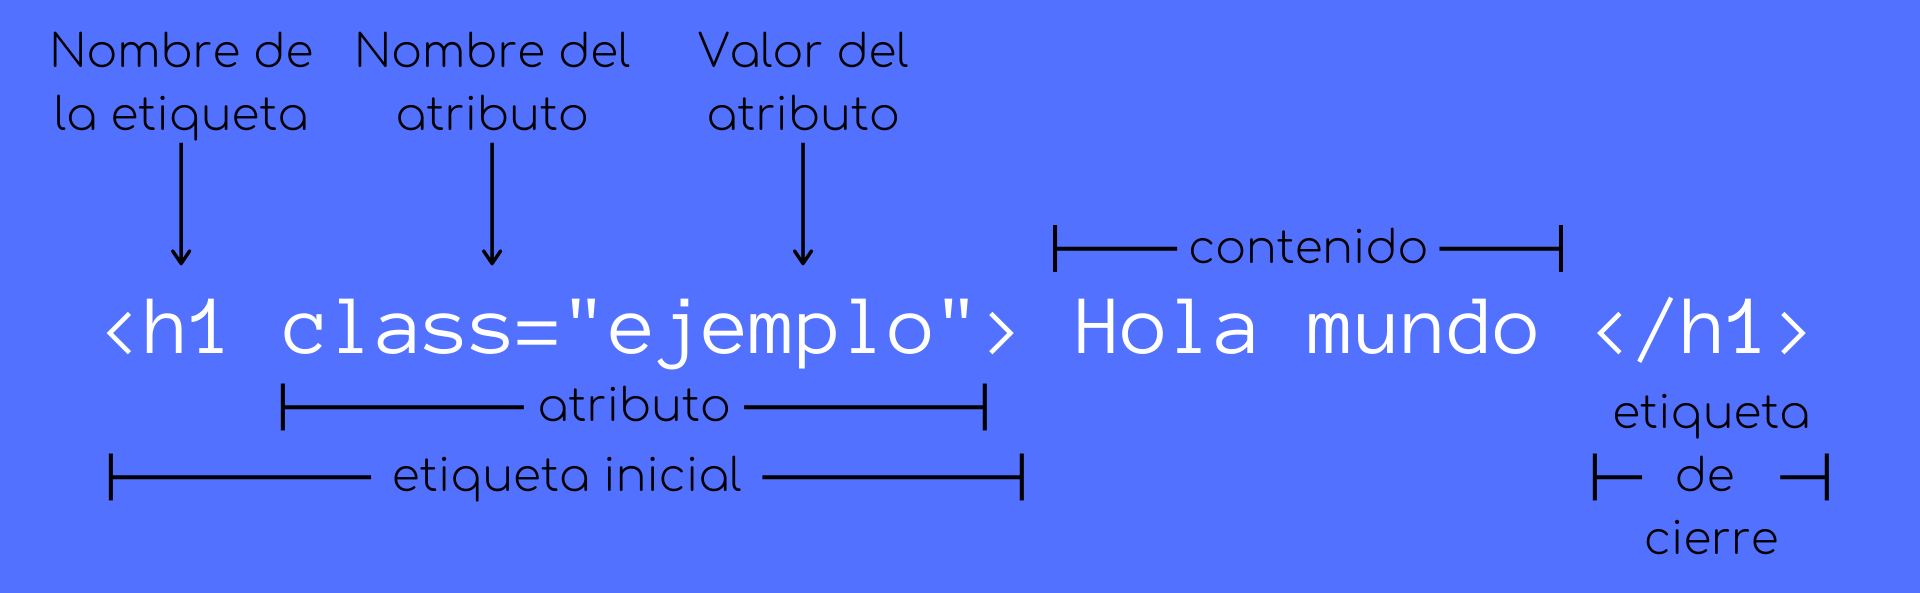 Nombre de
la etiqueta
Nombre del
atributo
Valor del
atributo
contenido
<h1 class="ejemplo"> Hola mundo </h1>
atributo
etiqueta inicial
etiqueta
de
cierre